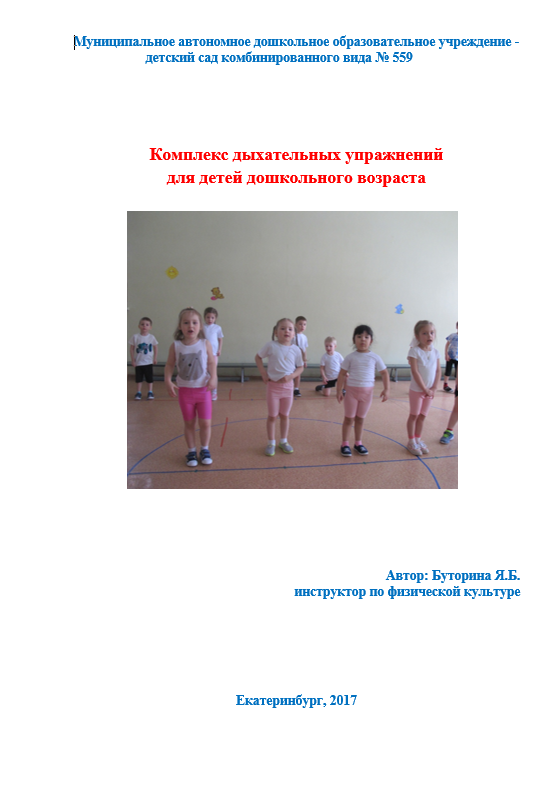 Муниципальное автономное дошкольное образовательное учреждение -
детский сад комбинированного вида № 559
Комплекс дыхательных упражнений
для детей дошкольного возраста
Автор: Буторина Я.Б.
инструктор по физической культуре
Екатеринбург, 2017